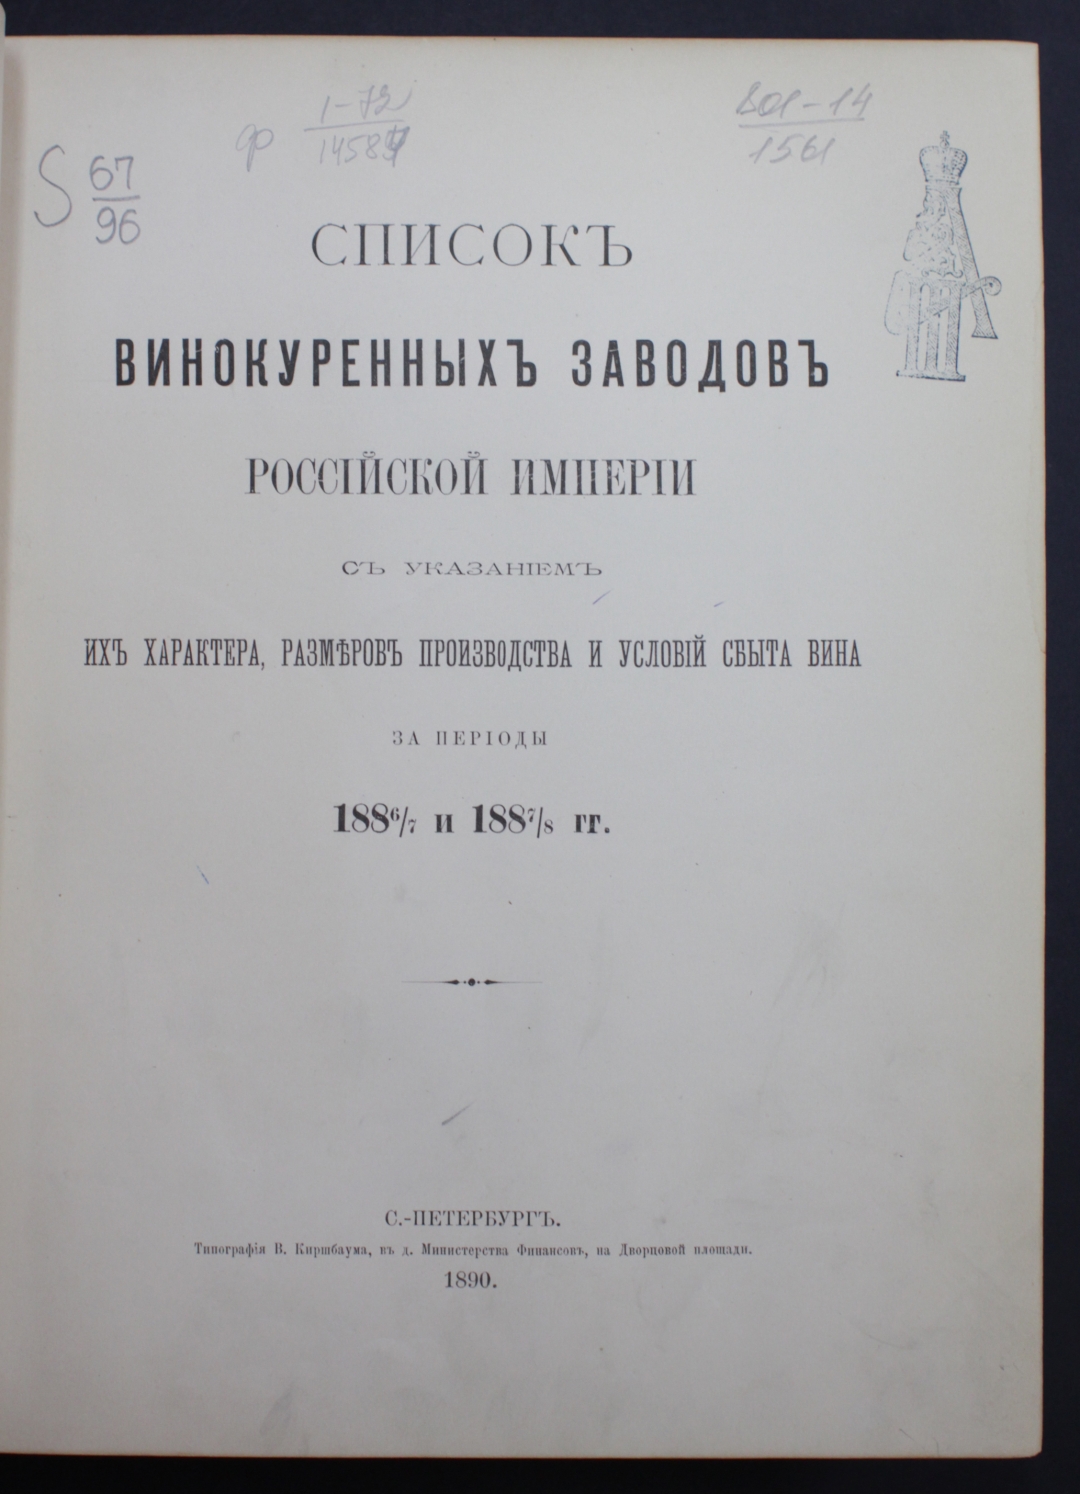 ф 1-72
1458
801-14
1561
S 67
96
СПИСОКЪ
ВИНОКУРЕННЫХЪ ЗАВОДОВЪ
РОССІЙСКОЙ ИМПЕРІИ
СЪ УКАЗАНІЕМЪ
ИХЪ ХАРАКТЕРА, РАЗМѢРОВЪ ПРОИЗВОДСТВА И УСЛОВІЙ СБЫТА ВИНА
ЗА ПЕРІОДЫ
188⁶/₇ и 188⁷/₈ гг.
С.-ПЕТЕРБУРГЪ.
Типографія В. Киршбаума, въ д. Министерства Финансовъ, на Дворцовой площади.
1890.